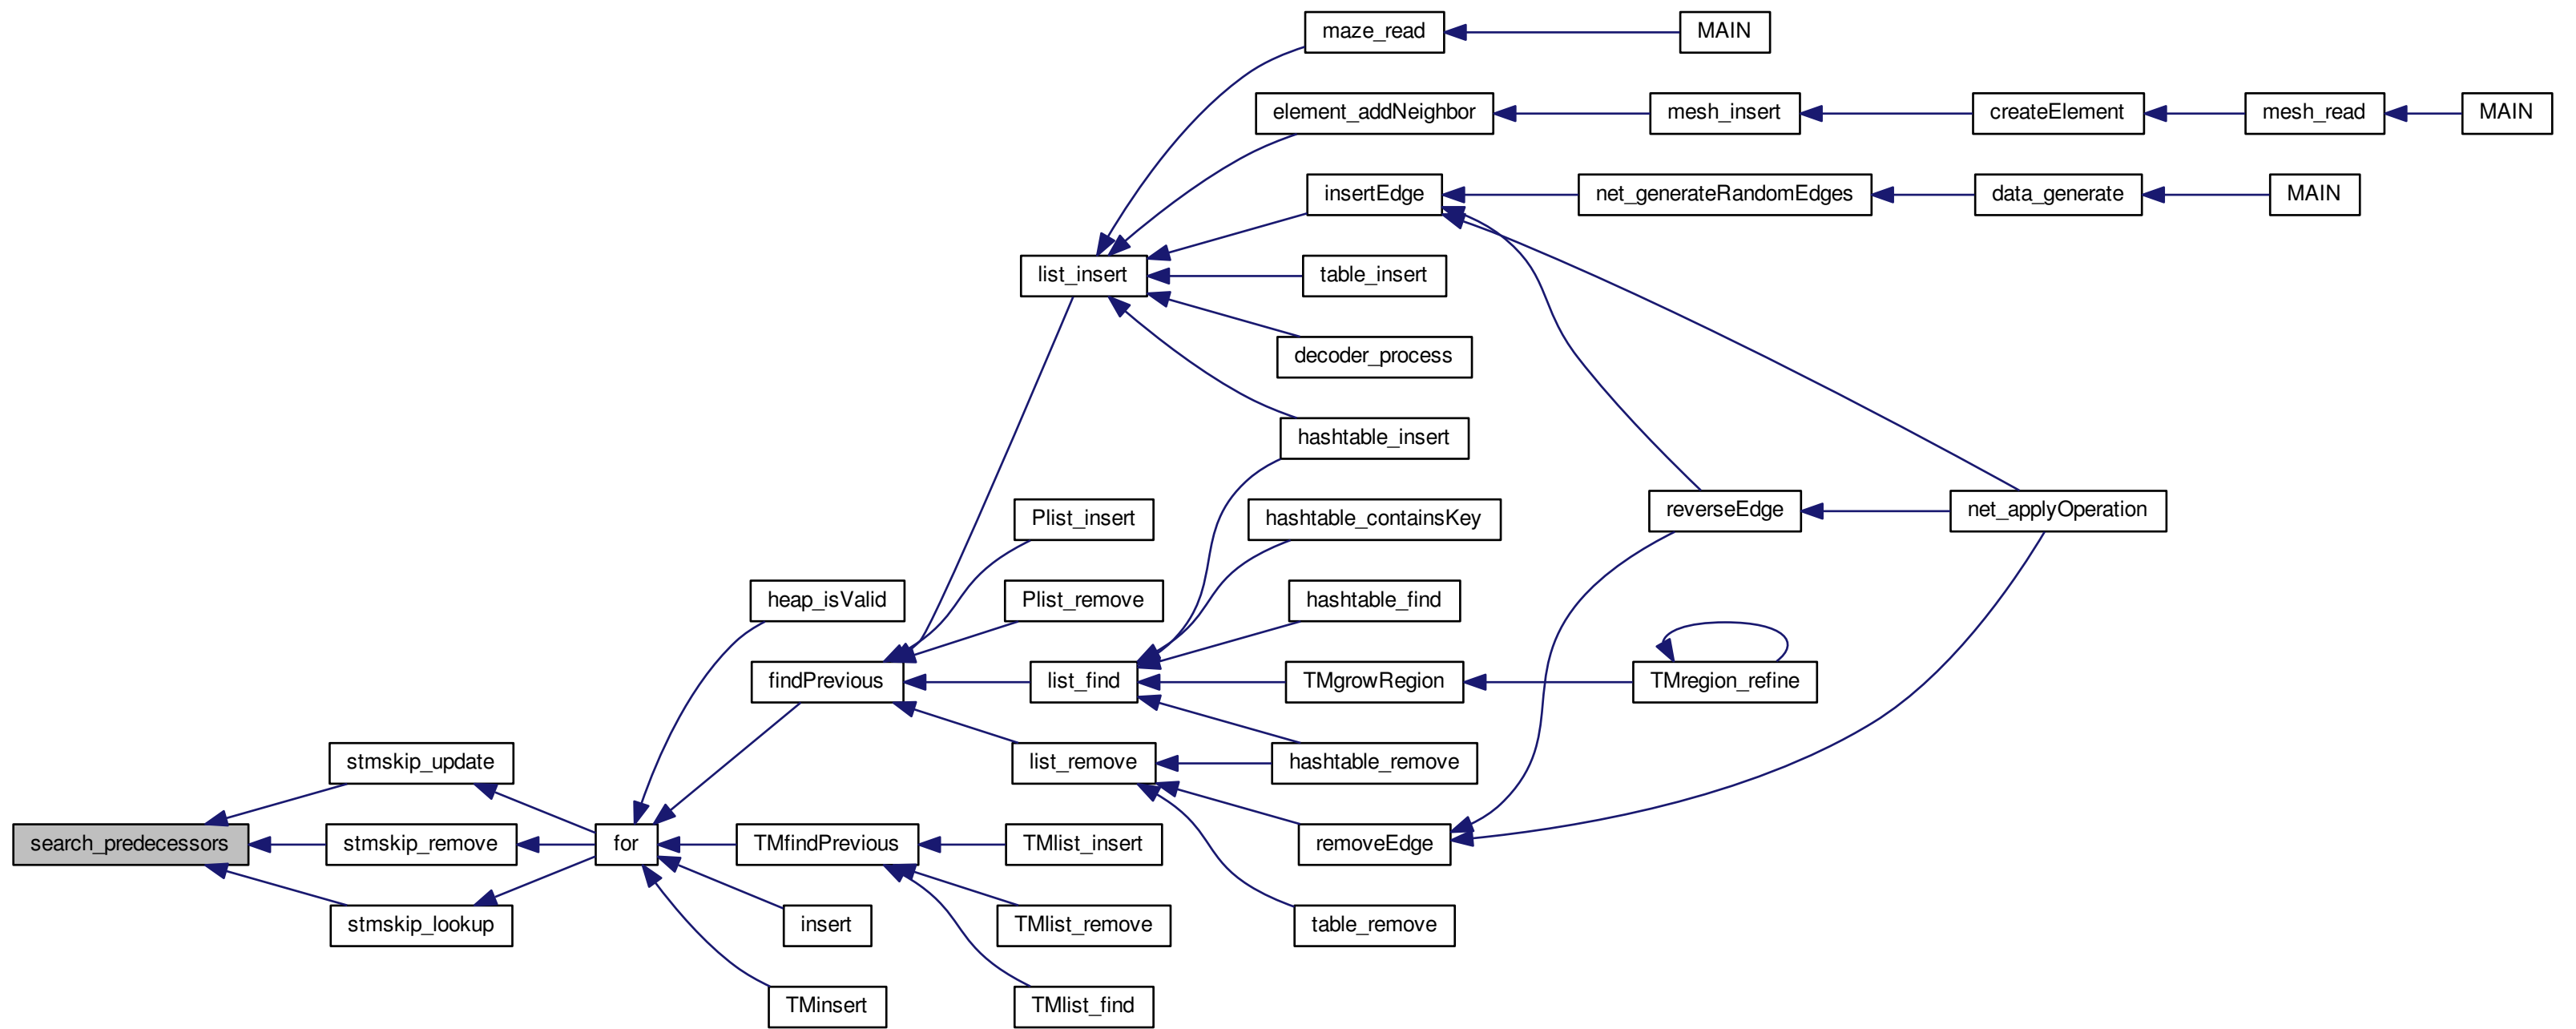 maze_read
MAIN
element_addNeighbor
mesh_insert
createElement
mesh_read
MAIN
insertEdge
net_generateRandomEdges
data_generate
MAIN
list_insert
table_insert
decoder_process
hashtable_insert
Plist_insert
hashtable_containsKey
reverseEdge
net_applyOperation
heap_isValid
Plist_remove
hashtable_find
findPrevious
list_find
TMgrowRegion
TMregion_refine
stmskip_update
list_remove
hashtable_remove
search_predecessors
stmskip_remove
for
TMfindPrevious
TMlist_insert
removeEdge
stmskip_lookup
insert
TMlist_remove
table_remove
TMinsert
TMlist_find